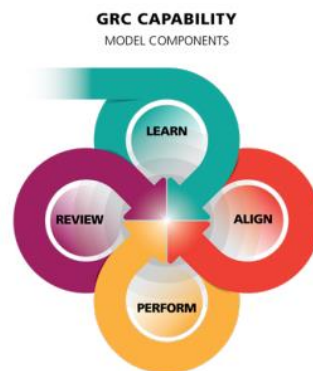 GRC CAPABILITY
MODEL COMPONENTS
LEARN
REVIEW
ALIGN
PERFORM